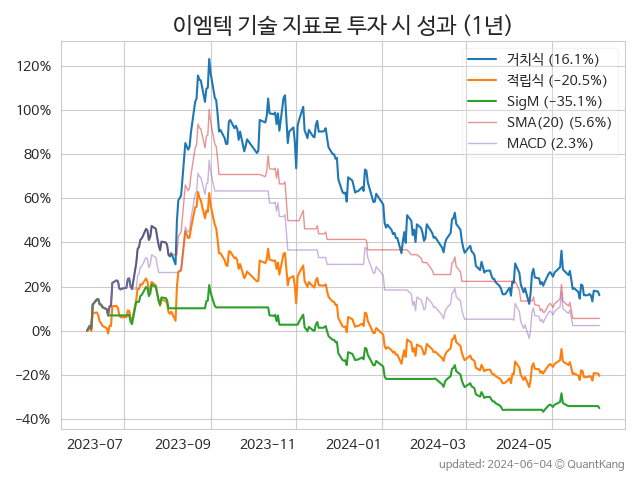 이엠텍 기술 지표로 투자 시 성과 (1년)
거치식 (16.1%)
적립식 (−20.5%)
SigM (−35.1%)
SMA(20) (5.6%)
MACD (2.3%)
120%
100%
80%
60%
40%
20%
0%
−20%
−40%
2023-07 2023-09 2023-11 2024-01 2024-03 2024-05
updated: 2024-06-04 © QuantKang